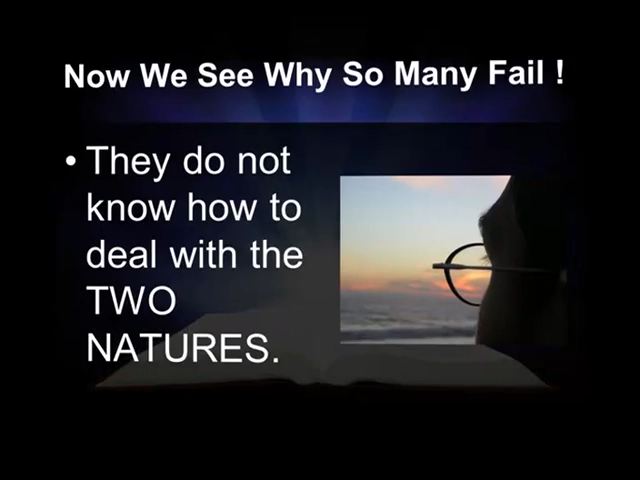 Now We See Why So Many Fail !
• They do not
know how to
deal with the
TWO
NATURES.